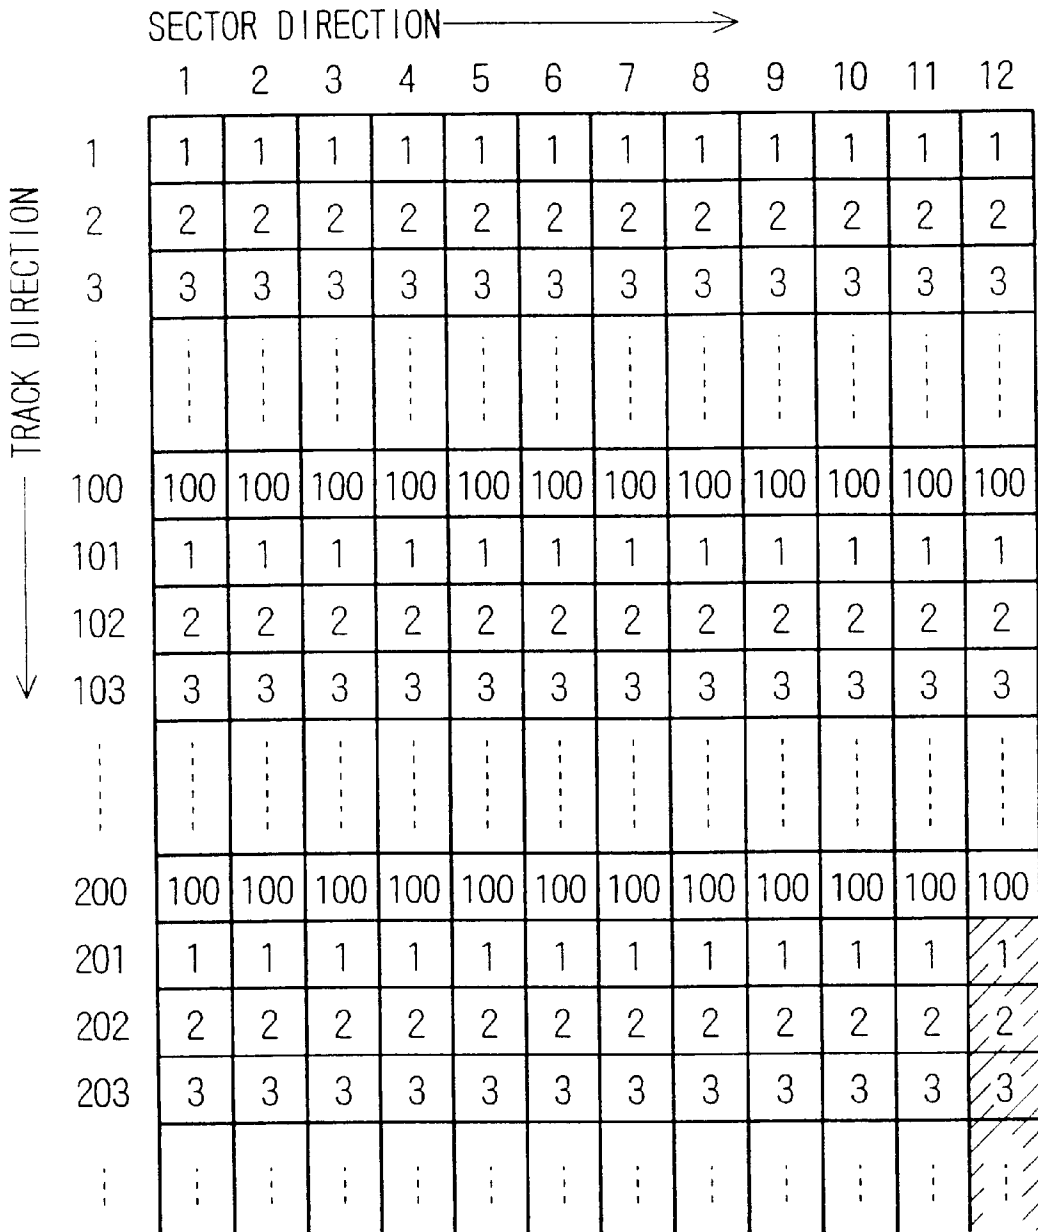 SECTOR DIRECTION
1 2 3 4 5 6 7 8 9 10 11 12
TRACK DIRECTION
1 1 1 1 1 1 1 1 1 1 1 1 1
2 2 2 2 2 2 2 2 2 2 2 2 2
3 3 3 3 3 3 3 3 3 3 3 3 3
100 100 100 100 100 100 100 100 100 100 100 100 100
101 1 1 1 1 1 1 1 1 1 1 1 1
102 2 2 2 2 2 2 2 2 2 2 2 2
103 3 3 3 3 3 3 3 3 3 3 3 3
200 100 100 100 100 100 100 100 100 100 100 100 100
201 1 1 1 1 1 1 1 1 1 1 1 1
202 2 2 2 2 2 2 2 2 2 2 2 2
203 3 3 3 3 3 3 3 3 3 3 3 3